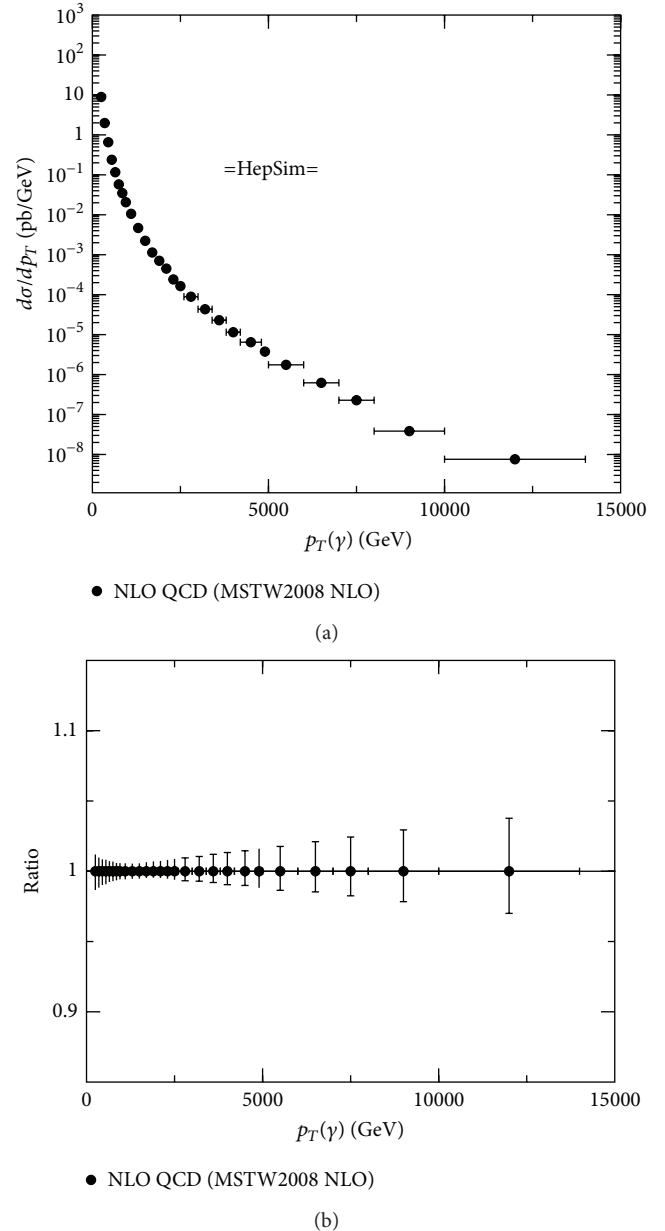 10³
10²
10
1
10⁻¹
10⁻²
10⁻³
10⁻⁴
10⁻⁵
10⁻⁶
10⁻⁷
10⁻⁸
dσ/dp_T (pb/GeV)
=HepSim=
0 5000 10000 15000
p_T(γ) (GeV)
NLO QCD (MSTW2008 NLO)
(a)
1.1
1
0.9
Ratio
0 5000 10000 15000
p_T(γ) (GeV)
NLO QCD (MSTW2008 NLO)
(b)